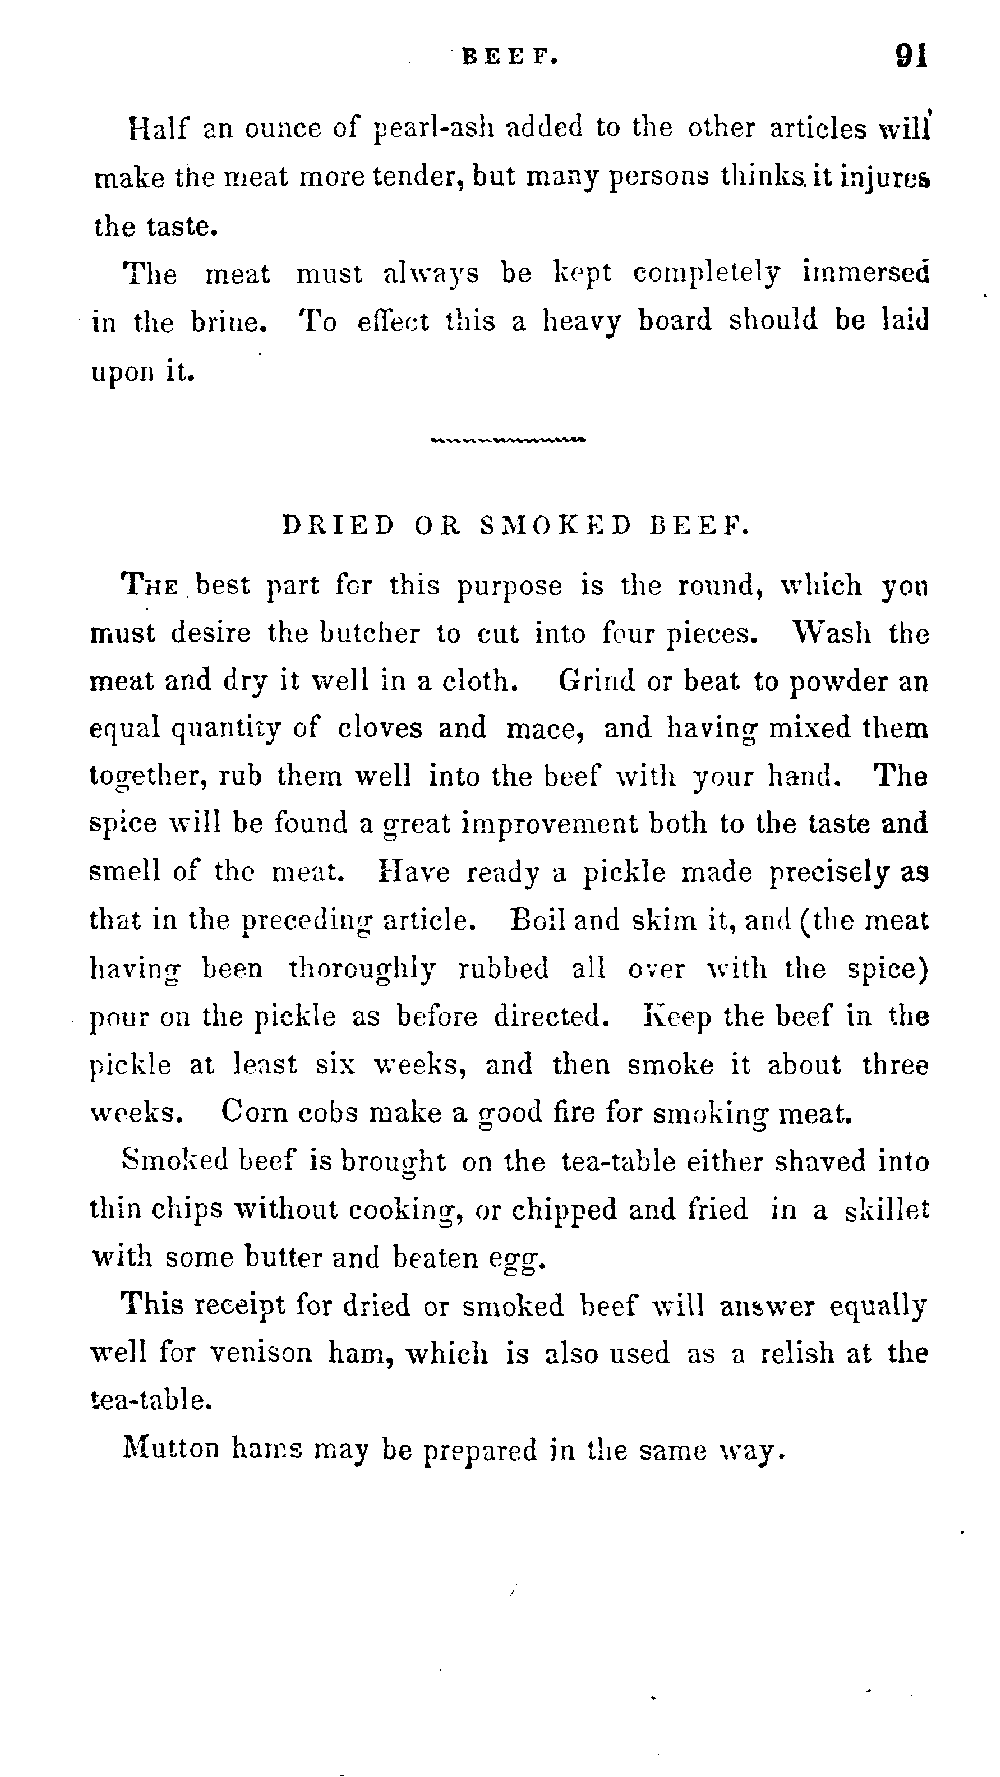 BEEF. 91
Half an ounce of pearl-ash added to the other articles will
make the meat more tender, but many persons thinks it injures
the taste.
The meat must always be kept completely immersed
in the brine. To effect this a heavy board should be laid
upon it.
DRIED OR SMOKED BEEF.
THE best part for this purpose is the round, which you
must desire the butcher to cut into four pieces. Wash the
meat and dry it well in a cloth. Grind or beat to powder an
equal quantity of cloves and mace, and having mixed them
together, rub them well into the beef with your hand. The
spice will be found a great improvement both to the taste and
smell of the meat. Have ready a pickle made precisely as
that in the preceding article. Boil and skim it, and (the meat
having been thoroughly rubbed all over with the spice)
pour on the pickle as before directed. Keep the beef in the
pickle at least six weeks, and then smoke it about three
weeks. Corn cobs make a good fire for smoking meat.
Smoked beef is brought on the tea-table either shaved into
thin chips without cooking, or chipped and fried in a skillet
with some butter and beaten egg.
This receipt for dried or smoked beef will answer equally
well for venison ham, which is also used as a relish at the
tea-table.
Mutton hams may be prepared in the same way.